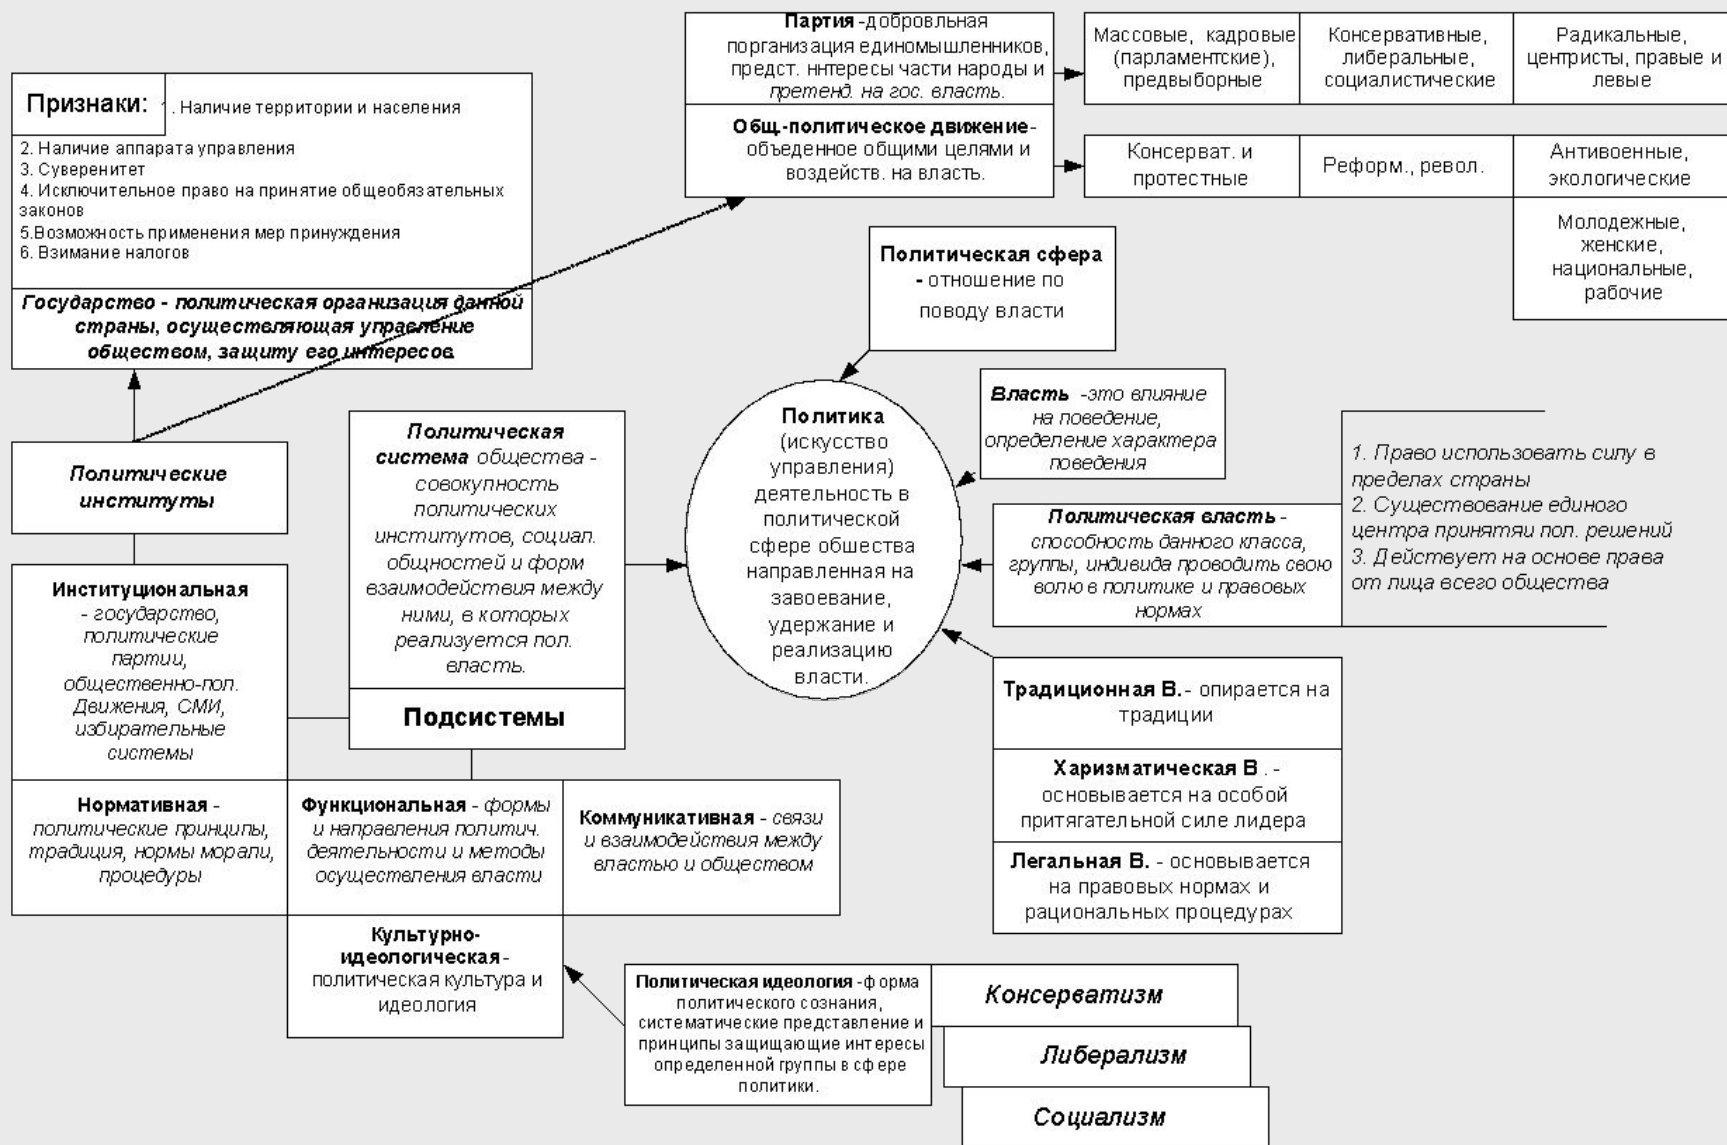 Партия -добровльная
порганизация единомышленников,
предст. ннтересы части народы и
претенд. на гос. власть.
Массовые, кадровые
(парламентские),
предвыборные
Консервативные,
либеральные,
социалистические
Радикальные,
центристы, правые и
левые
Общ.-политическое движение-
объеденное общими целями и
воздейств. на власть.
Консерват. и
протестные
Реформ., револ.
Антивоенные,
экологические
Молодежные,
женские,
национальные,
рабочие
Признаки:
. Наличие территории и населения
2. Наличие аппарата управления
3. Суверенитет
4. Исключительное право на принятие общеобязательных
законов
5.Возможность применения мер принуждения
6. Взимание налогов
Государство - политическая организация данной
страны, осуществляющая управление
обществом, защиту его интересов.
Политическая сфера
- отношение по
поводу власти
Политические
институты
Политическая
система общества -
совокупность
политических
институтов, социал.
общностей и форм
взаимодействия между
ними, в которых
реализуется пол.
власть.
Подсистемы
Политика
(искусство
управления)
деятельность в
политической
сфере обшества
направленная на
завоевание,
удержание и
реализацию
власти.
Власть -это влияние
на поведение,
определение характера
поведения
Политическая власть -
способность данного класса,
группы, индивида проводить свою
волю в политике и правовых
нормах
1. Право использовать силу в
пределах страны
2. Существование единого
центра принятяи пол. решений
3. Действует на основе права
от лица всего общества
Институциональная
- государство,
политические
партии,
общественно-пол.
Движения, СМИ,
избирательные
системы
Традиционная В.- опирается на
традиции
Харизматическая В . -
основывается на особой
притягательной силе лидера
Легальная В. - основывается
на правовых нормах и
рациональных процедурах
Нормативная -
политические принципы,
традиция, нормы морали,
процедуры
Функциональная - формы
и направления политич.
деятельности и методы
осуществления власти
Коммуникативная - связи
и взаимодействия между
властью и обществом
Культурно-
идеологическая-
политическая культура и
идеология
Политическая идеология -форма
политического сознания,
систематические представление и
принципы защищающие интересы
определенной группы в сфере
политики.
Консерватизм
Либерализм
Социализм